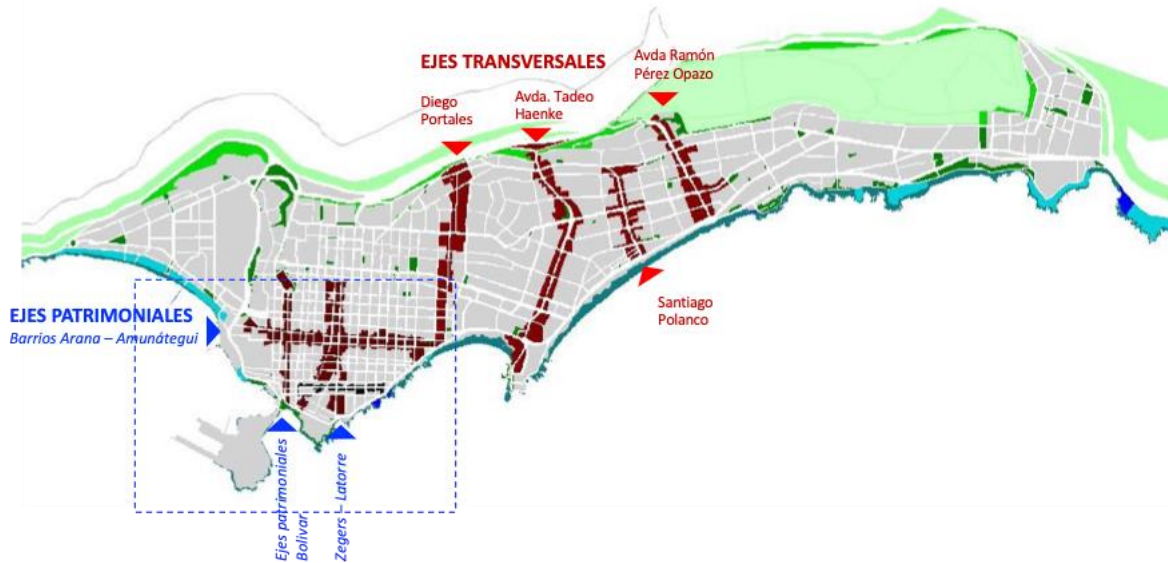 EJES TRANSVERSALES
Avda Ramón
Pérez Opazo
Diego
Portales
Avda. Tadeo
Haenke
Santiago
Polanco
EJES PATRIMONIALES
Barrios Arana – Amunátegui
Ejes patrimoniales
Bolivar
Zegers – Latorre